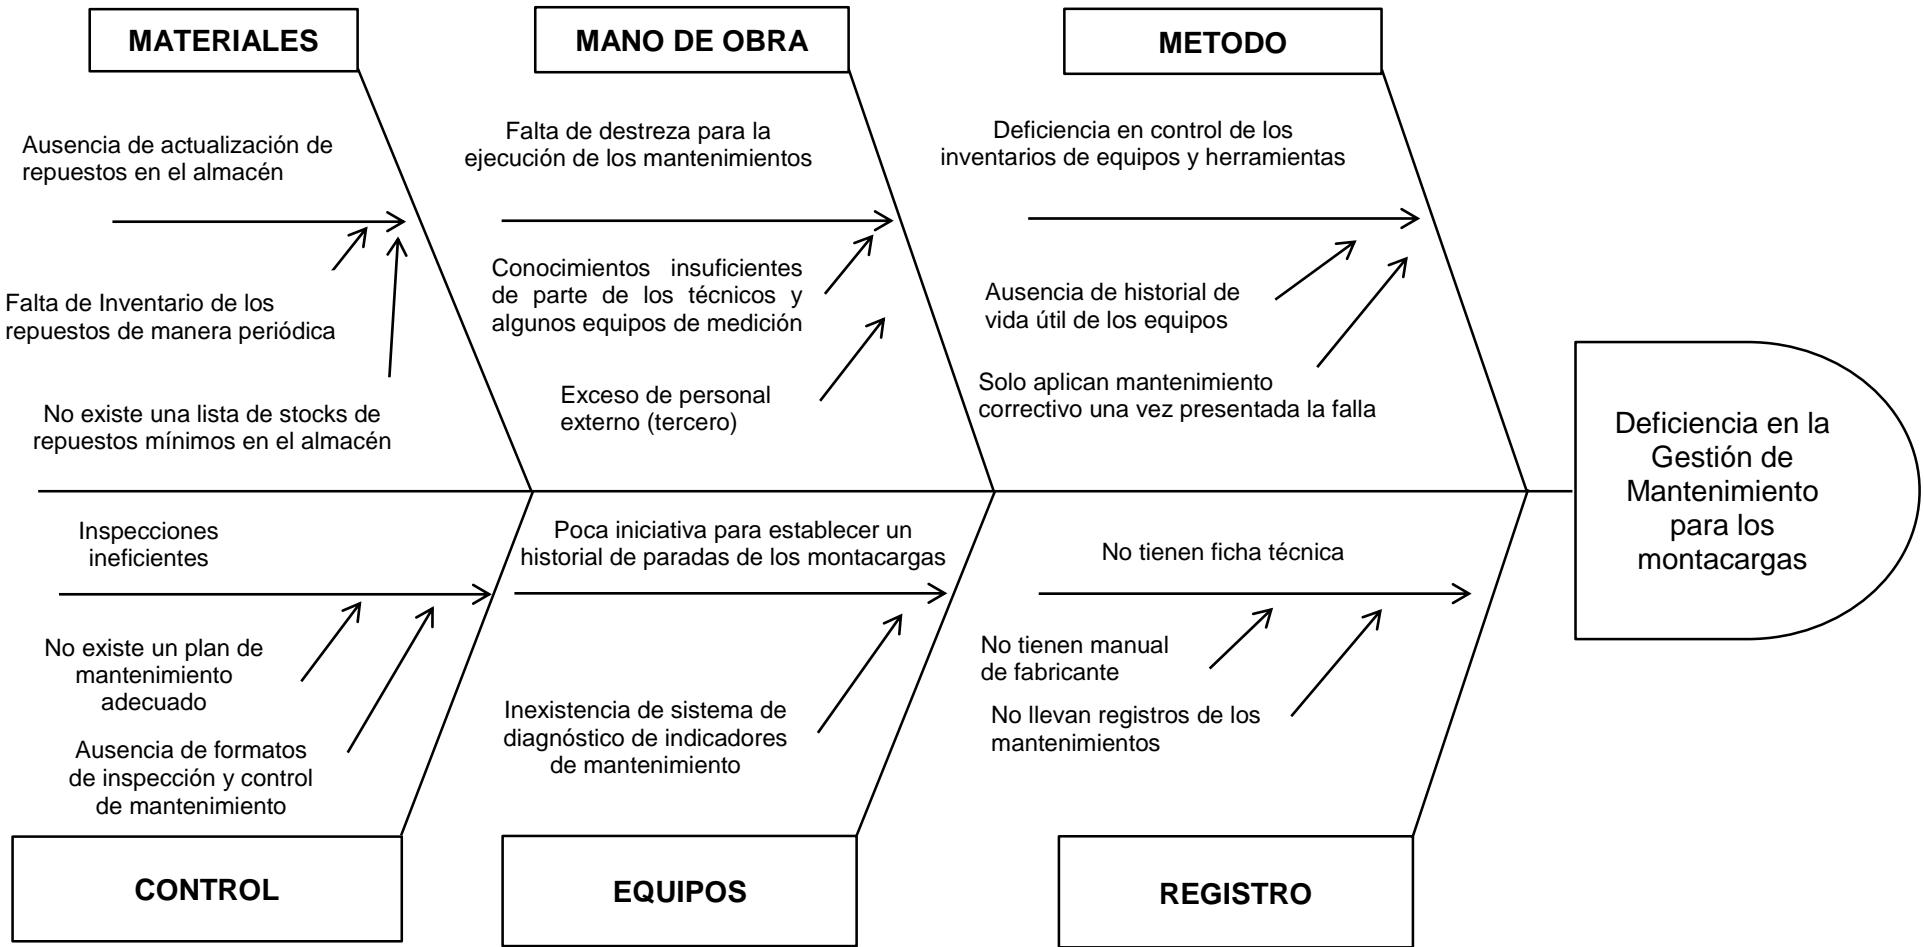 MATERIALES
MANO DE OBRA
METODO
Ausencia de actualización de
repuestos en el almacén
Falta de Inventario de los
repuestos de manera periódica
No existe una lista de stocks de
repuestos mínimos en el almacén
Falta de destreza para la
ejecución de los mantenimientos
Conocimientos insuficientes
de parte de los técnicos y
algunos equipos de medición
Exceso de personal
externo (tercero)
Deficiencia en control de los
inventarios de equipos y herramientas
Ausencia de historial de
vida útil de los equipos
Solo aplican mantenimiento
correctivo una vez presentada la falla
Deficiencia en la
Gestión de
Mantenimiento
para los
montacargas
Inspecciones
ineficientes
No existe un plan de
mantenimiento
adecuado
Ausencia de formatos
de inspección y control
de mantenimiento
Poca iniciativa para establecer un
historial de paradas de los montacargas
Inexistencia de sistema de
diagnóstico de indicadores
de mantenimiento
No tienen ficha técnica
No tienen manual
de fabricante
No llevan registros de los
mantenimientos
CONTROL
EQUIPOS
REGISTRO